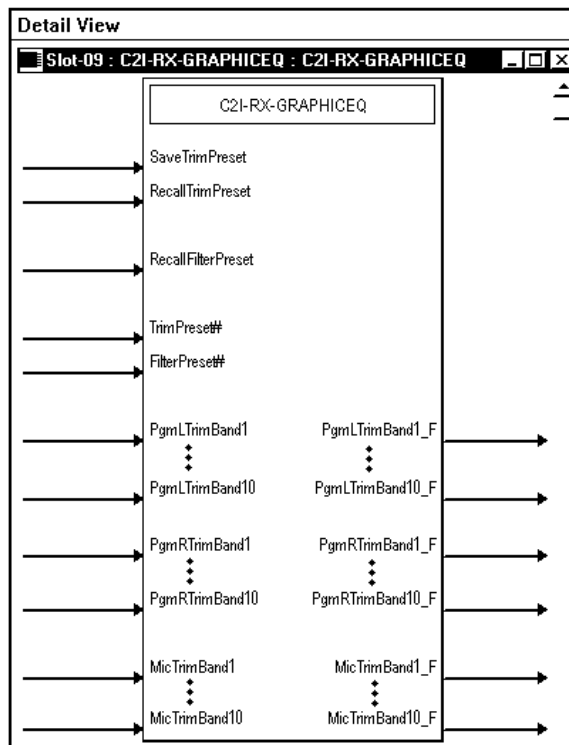 Detail View
Slot-09 : C2I-RX-GRAPHICEQ : C2I-RX-GRAPHICEQ
C2I-RX-GRAPHICEQ
SaveTrimPreset
RecallTrimPreset
RecallFilterPreset
TrimPreset#
FilterPreset#
PgmLTrimBand1 PgmLTrimBand1_F
PgmLTrimBand10 PgmLTrimBand10_F
PgmRTrimBand1 PgmRTrimBand1_F
PgmRTrimBand10 PgmRTrimBand10_F
MicTrimBand1 MicTrimBand1_F
MicTrimBand10 MicTrimBand10_F